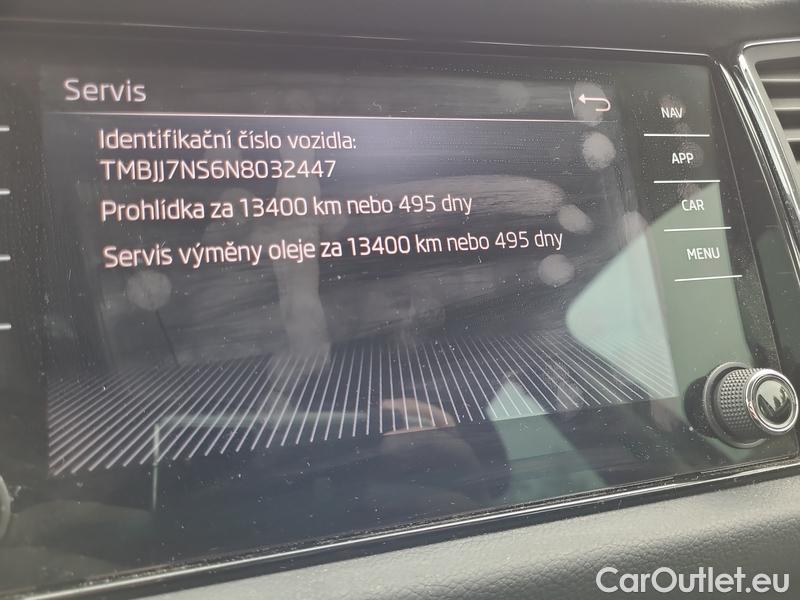 Servis
Identifikační číslo vozidla:
TMBJJ7NS6N8032447
Prohlídka za 13400 km nebo 495 dny
Servis výměny oleje za 13400 km nebo 495 dny
NAV
APP
CAR
MENU
CarOutlet.eu